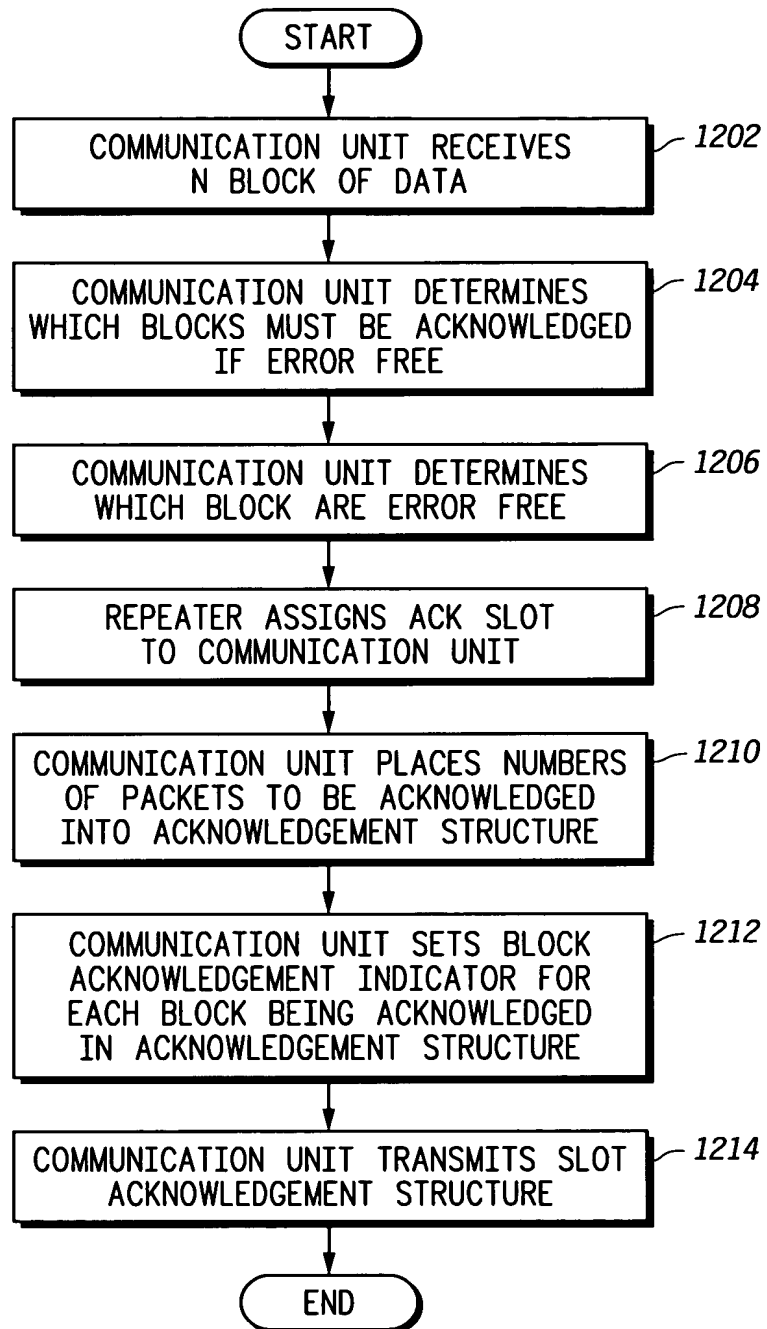 START
COMMUNICATION UNIT RECEIVES
N BLOCK OF DATA
1202
COMMUNICATION UNIT DETERMINES
WHICH BLOCKS MUST BE ACKNOWLEDGED
IF ERROR FREE
1204
COMMUNICATION UNIT DETERMINES
WHICH BLOCK ARE ERROR FREE
1206
REPEATER ASSIGNS ACK SLOT
TO COMMUNICATION UNIT
1208
COMMUNICATION UNIT PLACES NUMBERS
OF PACKETS TO BE ACKNOWLEDGED
INTO ACKNOWLEDGEMENT STRUCTURE
1210
COMMUNICATION UNIT SETS BLOCK
ACKNOWLEDGEMENT INDICATOR FOR
EACH BLOCK BEING ACKNOWLEDGED
IN ACKNOWLEDGEMENT STRUCTURE
1212
COMMUNICATION UNIT TRANSMITS SLOT
ACKNOWLEDGEMENT STRUCTURE
1214
END